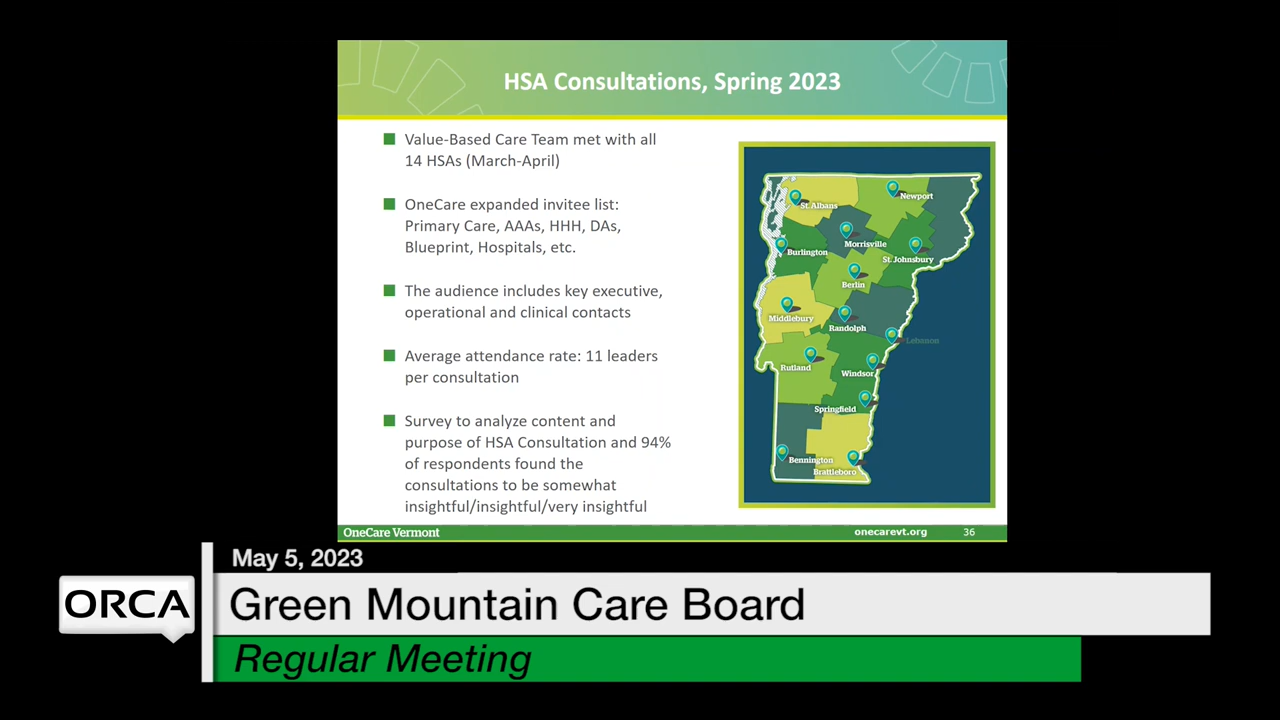 HSA Consultations, Spring 2023
Value-Based Care Team met with all
14 HSAs (March-April)
OneCare expanded invitee list:
Primary Care, AAAs, HHH, DAs,
Blueprint, Hospitals, etc.
The audience includes key executive,
operational and clinical contacts
Average attendance rate: 11 leaders
per consultation
Survey to analyze content and
purpose of HSA Consultation and 94%
of respondents found the
consultations to be somewhat
insightful/insightful/very insightful
St. Albans
Newport
Morrisville
Burlington
St. Johnsbury
Berlin
Middlebury
Randolph
Lebanon
Rutland
Windsor
Springfield
Bennington
Brattleboro
OneCare Vermont
onecarevt.org
36
May 5, 2023
ORCA
Green Mountain Care Board
Regular Meeting